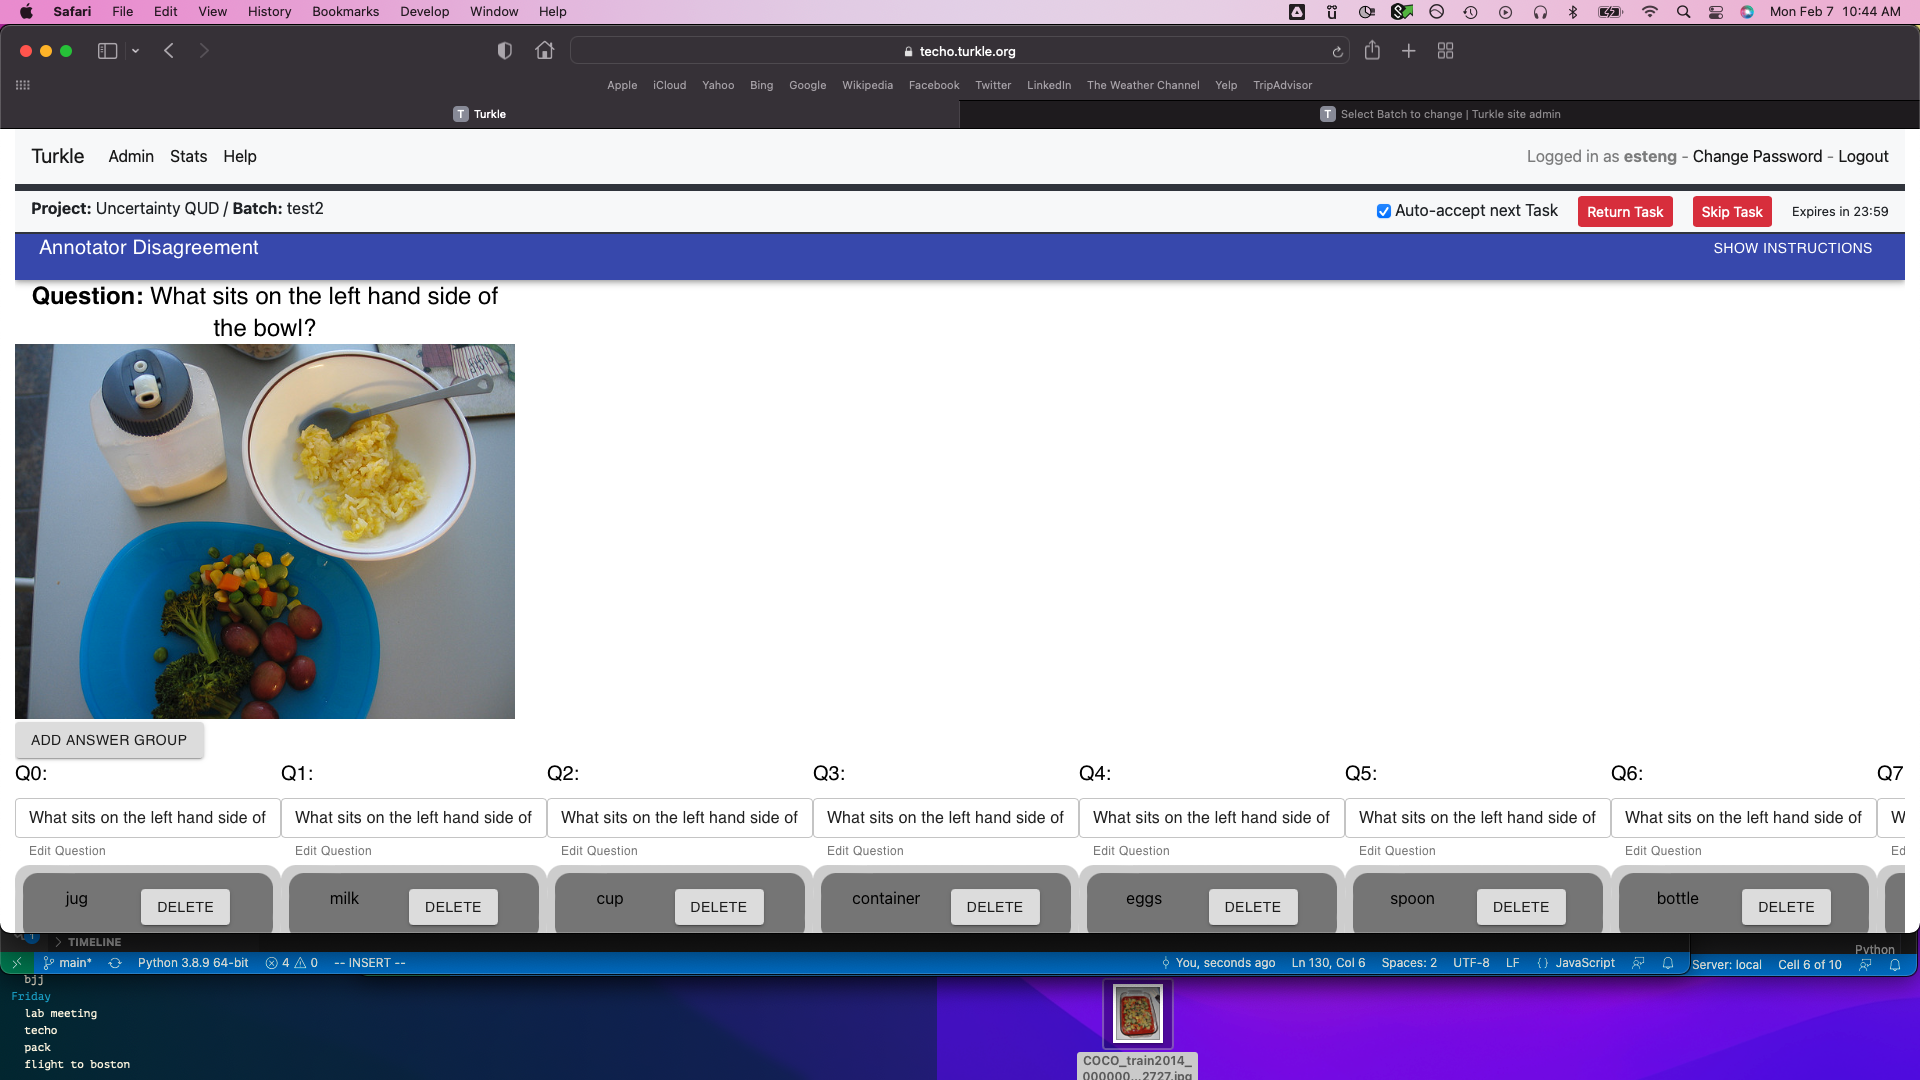 Safari File Edit View History Bookmarks Develop Window Help Mon Feb 7 10:44 AM
techo.turkle.org
Apple iCloud Yahoo Bing Google Wikipedia Facebook Twitter LinkedIn The Weather Channel Yelp TripAdvisor
T Turkle T Select Batch to change | Turkle site admin
Turkle Admin Stats Help Logged in as esteng - Change Password - Logout
Project: Uncertainty QUD / Batch: test2 Auto-accept next Task Return Task Skip Task Expires in 23:59
Annotator Disagreement SHOW INSTRUCTIONS
Question: What sits on the left hand side of
the bowl?
ADD ANSWER GROUP
Q0: Q1: Q2: Q3: Q4: Q5: Q6: Q7
What sits on the left hand side of What sits on the left hand side of What sits on the left hand side of What sits on the left hand side of What sits on the left hand side of What sits on the left hand side of What sits on the left hand side of W
Edit Question Edit Question Edit Question Edit Question Edit Question Edit Question Edit Question Ed
jug DELETE milk DELETE cup DELETE container DELETE eggs DELETE spoon DELETE bottle DELETE
1 TIMELINE Python
main* Python 3.8.9 64-bit 4 0 -- INSERT -- You, seconds ago Ln 130, Col 6 Spaces: 2 UTF-8 LF {} JavaScript Server: local Cell 6 of 10
bjj
Friday
lab meeting
techo
pack
flight to boston
COCO_train2014_
000000...2727.jpg